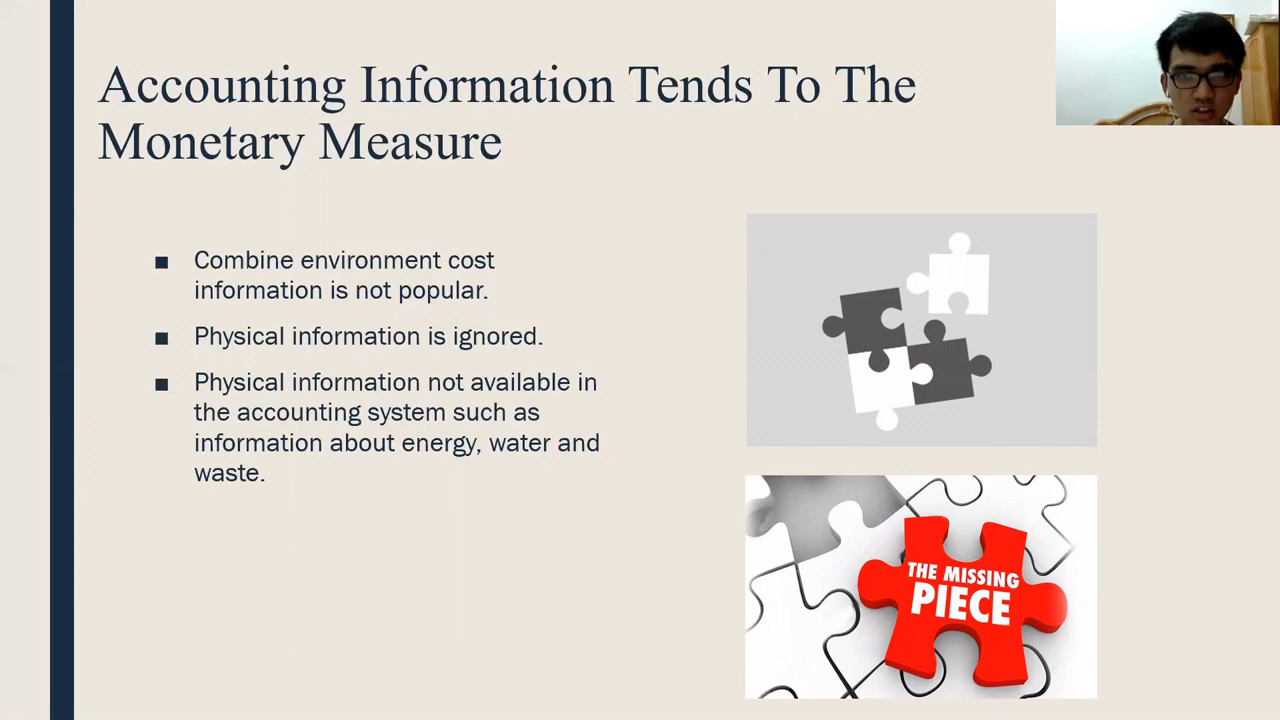 Accounting Information Tends To The
Monetary Measure
■ Combine environment cost
information is not popular.
■ Physical information is ignored.
■ Physical information not available in
the accounting system such as
information about energy, water and
waste.
THE MISSING
PIECE